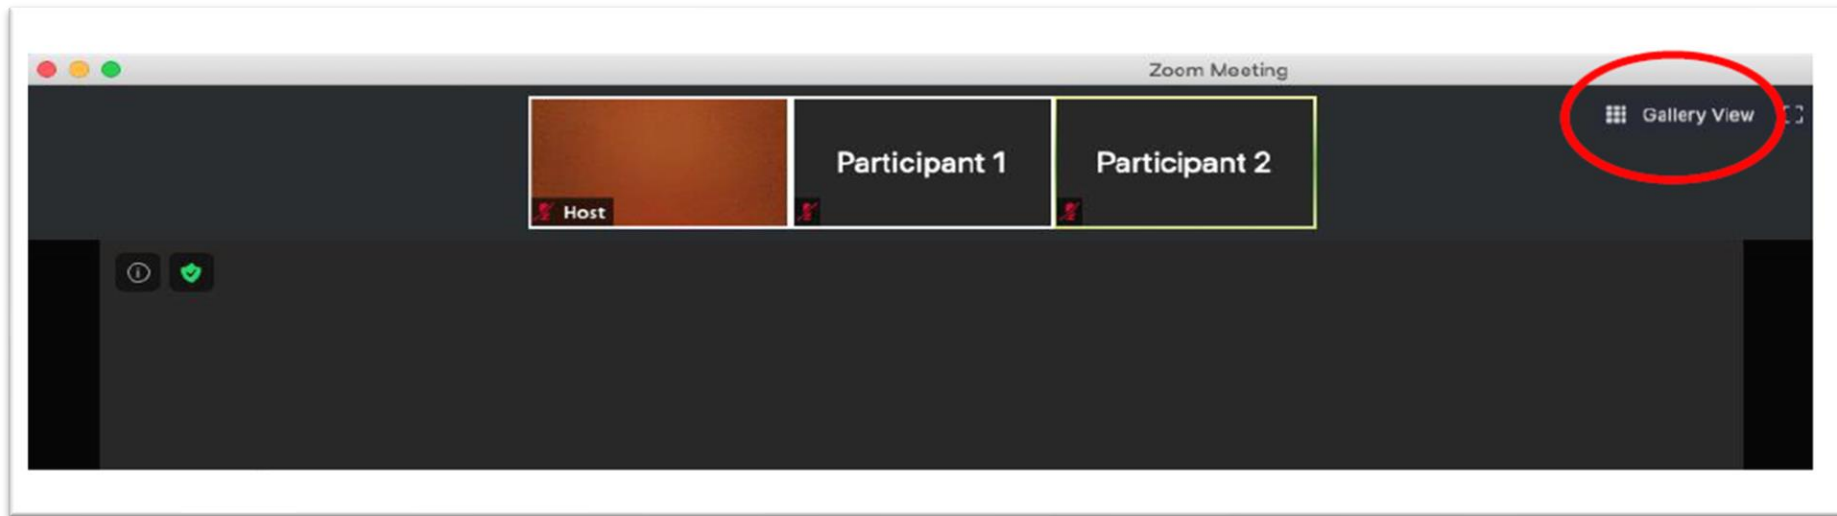 Zoom Meeting
Gallery View
Participant 1
Participant 2
Host